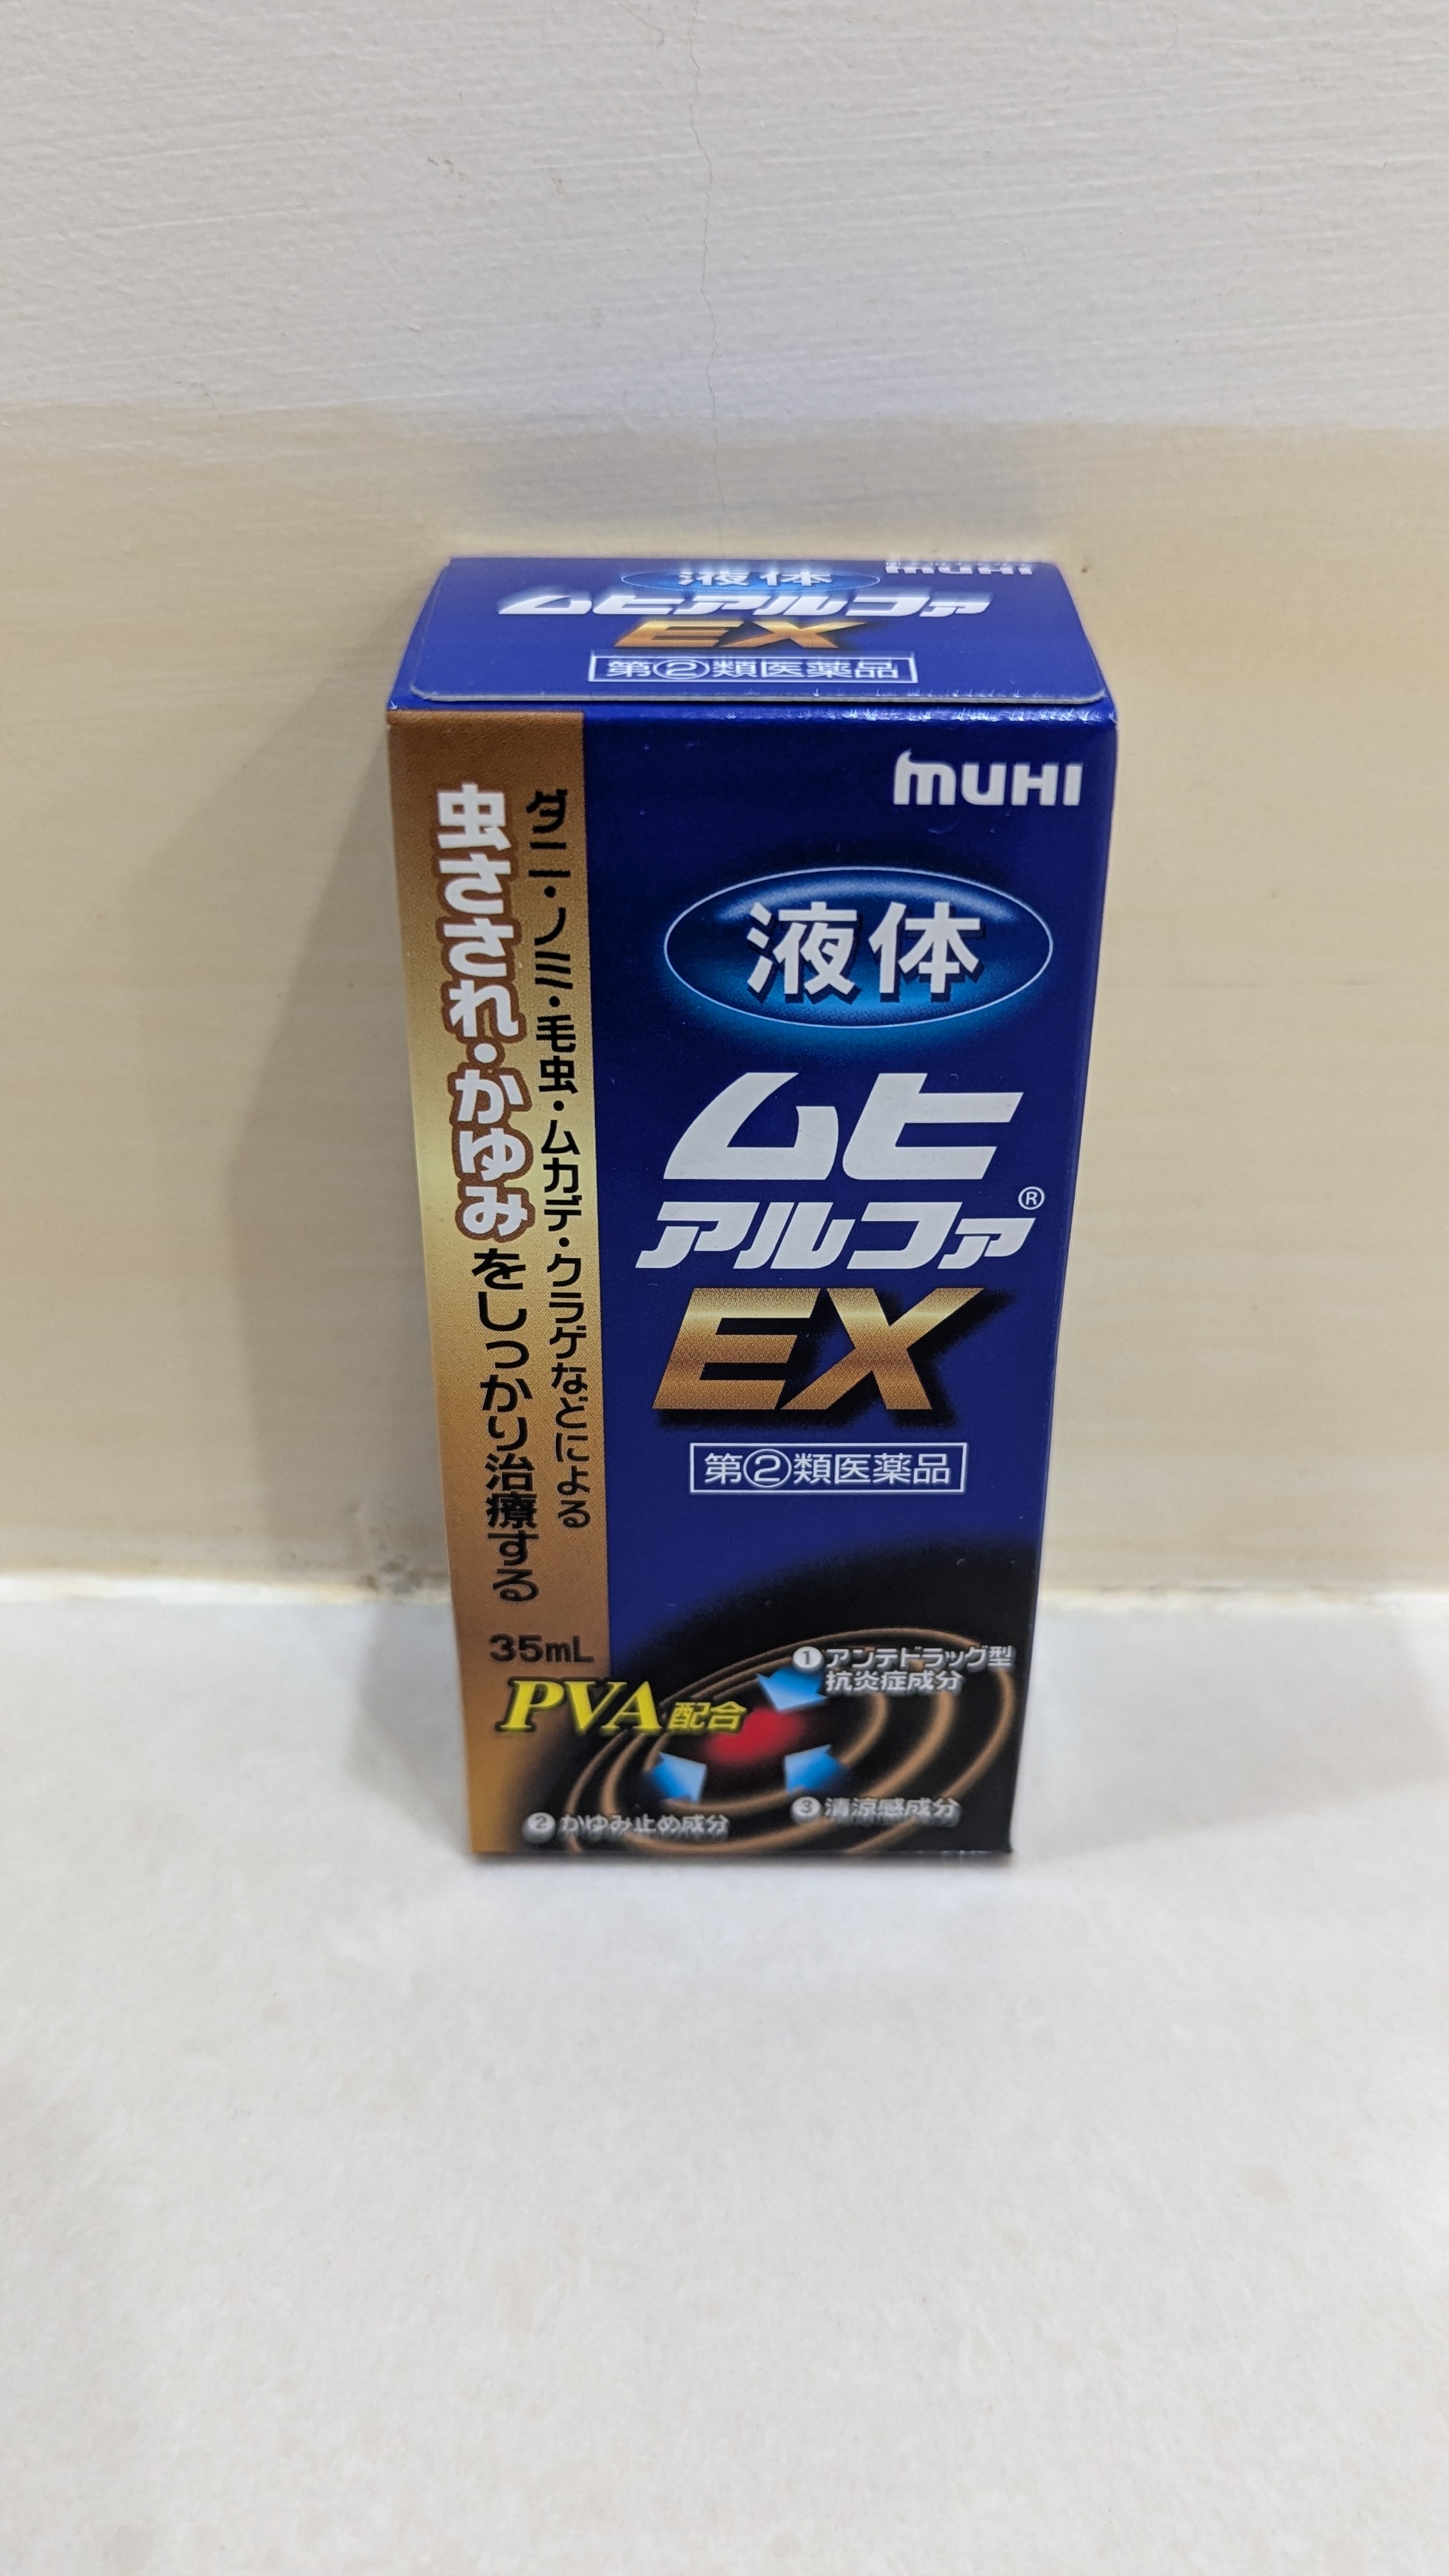 muHI
液体
ムヒアルファ
EX
第②類医薬品
muHI
液体
ムヒ
アルファ®
EX
第②類医薬品
ダニ・ノミ・毛虫・ムカデ・クラゲなどによる
虫さされ・かゆみをしっかり治療する
35mL
PVA配合
❶アンテドラッグ型
抗炎症成分
❷かゆみ止め成分
❸清涼感成分